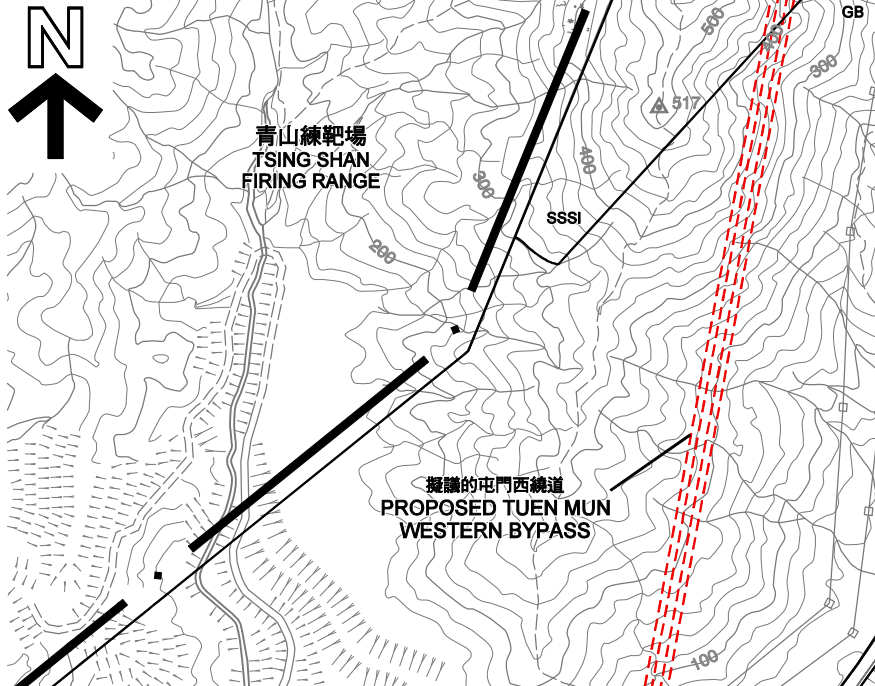 N
GB
500
400
300
517
青山練靶場
TSING SHAN
FIRING RANGE
400
300
SSSI
200
擬議的屯門西繞道
PROPOSED TUEN MUN
WESTERN BYPASS
100